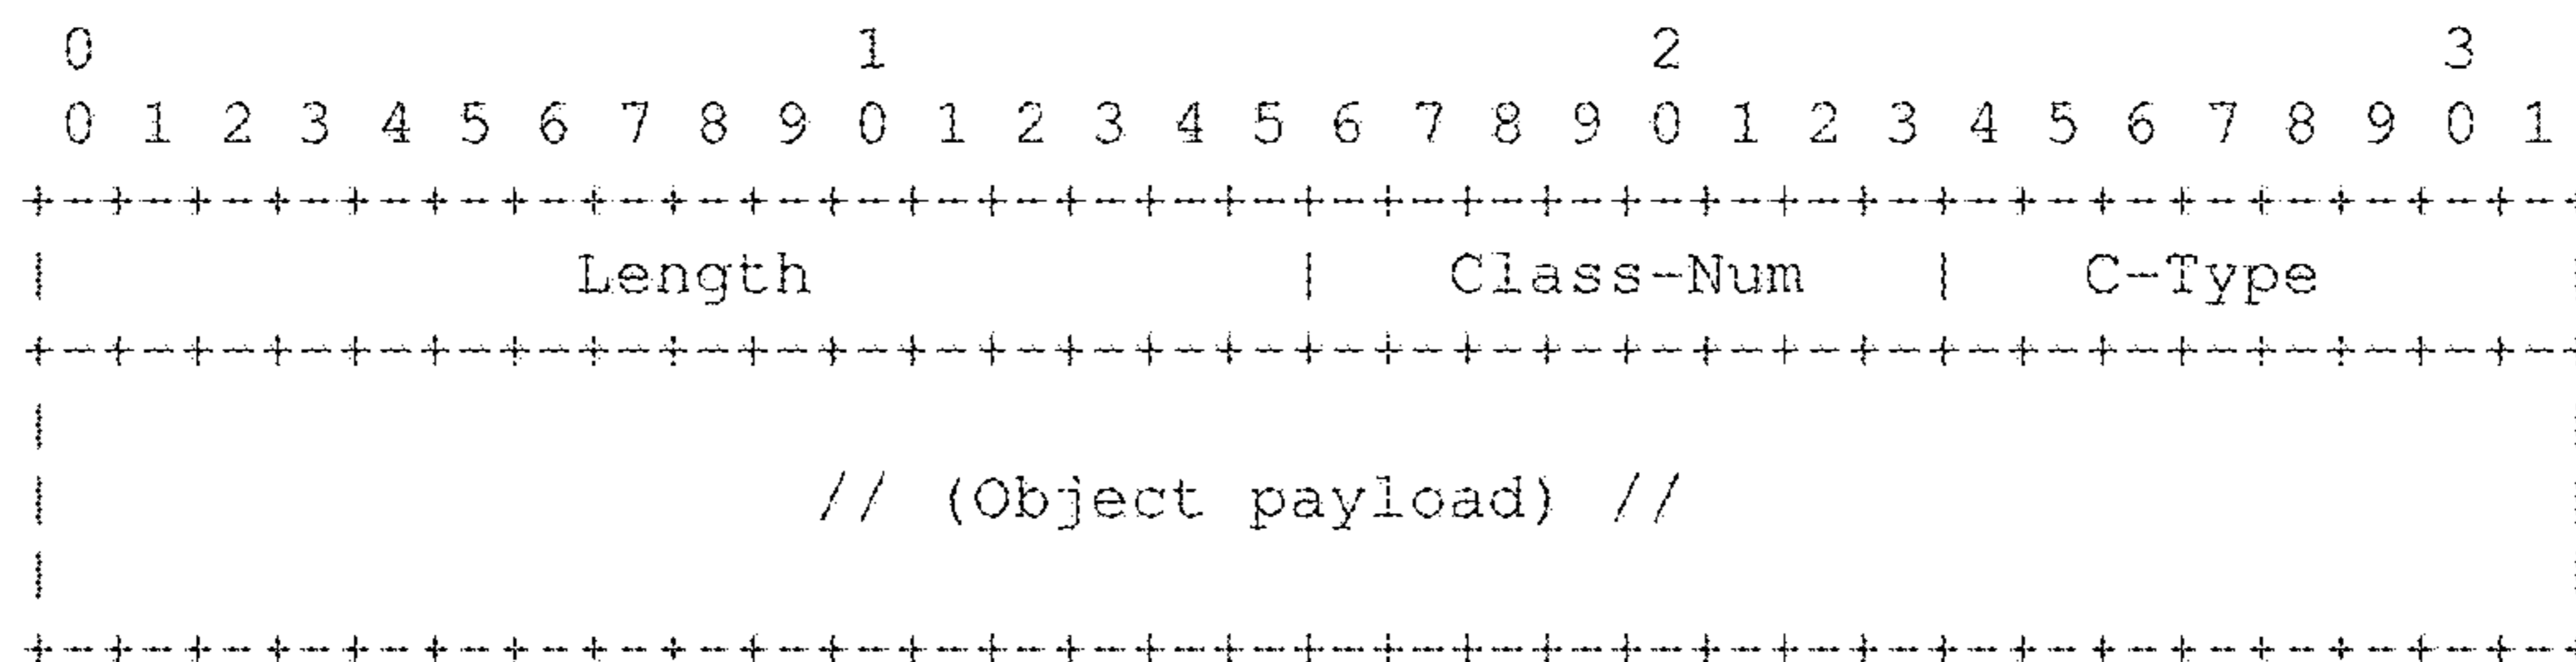 0 1 2 3
0 1 2 3 4 5 6 7 8 9 0 1 2 3 4 5 6 7 8 9 0 1 2 3 4 5 6 7 8 9 0 1
+-+-+-+-+-+-+-+-+-+-+-+-+-+-+-+-+-+-+-+-+-+-+-+-+-+-+-+-+-+-+-+-+
| Length | Class-Num | C-Type |
+-+-+-+-+-+-+-+-+-+-+-+-+-+-+-+-+-+-+-+-+-+-+-+-+-+-+-+-+-+-+-+-+
| |
| // (Object payload) // |
| |
+-+-+-+-+-+-+-+-+-+-+-+-+-+-+-+-+-+-+-+-+-+-+-+-+-+-+-+-+-+-+-+-+